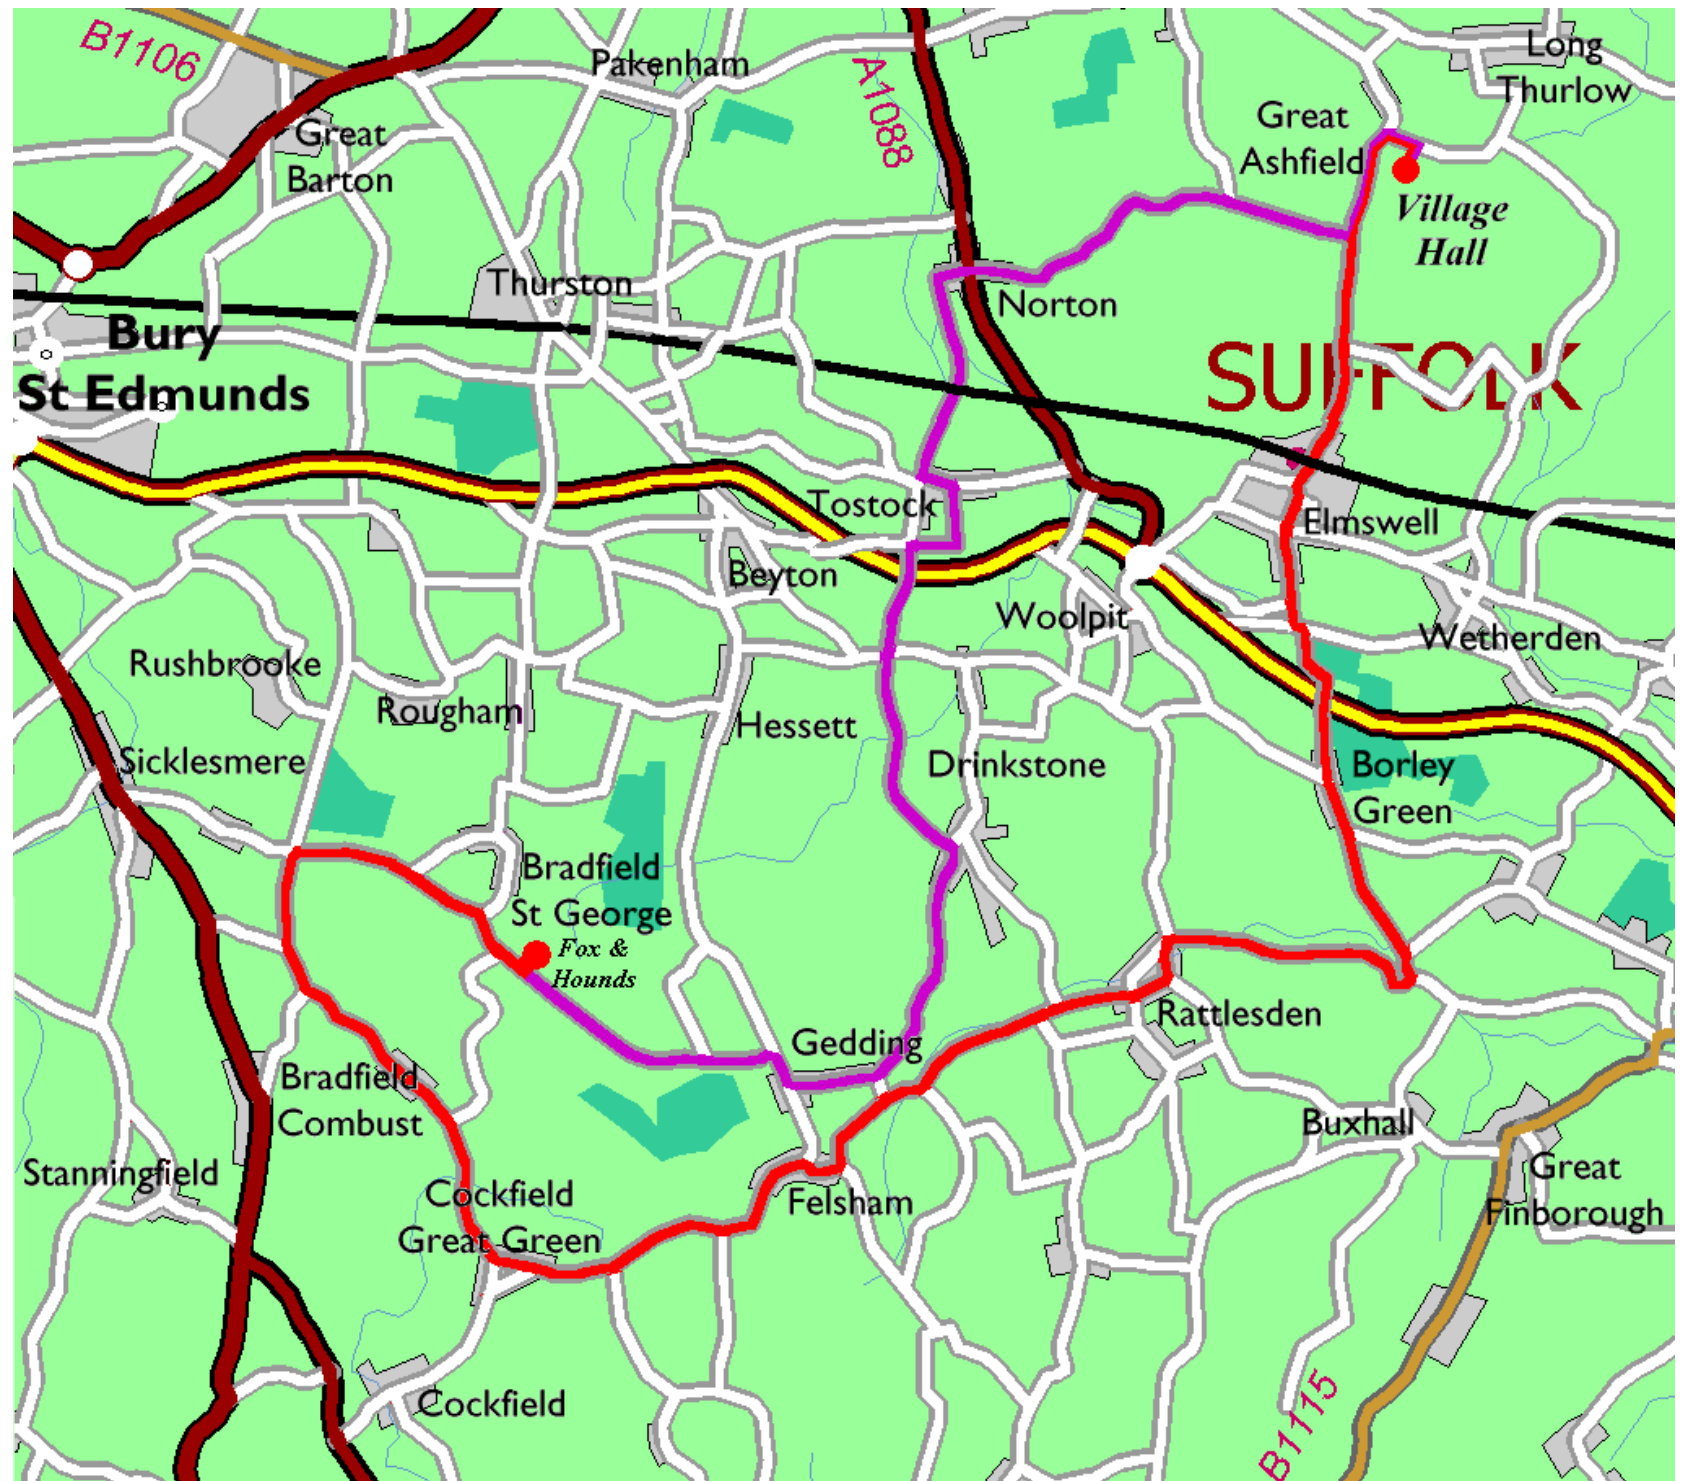 B1106
Pakenham
A1088
Long
Thurlow
Great
Ashfield
Great
Barton
Village
Hall
Thurston
Norton
Bury
St Edmunds
SUFFOLK
Tostock
Elmswell
Beyton
Woolpit
Wetherden
Rushbrooke
Rougham
Hessett
Sicklesmere
Drinkstone
Borley
Green
Bradfield
St George
Fox &
Hounds
Rattlesden
Gedding
Bradfield
Combust
Buxhall
Stanningfield
Great
Finborough
Cockfield
Great Green
Felsham
Cockfield
B1115